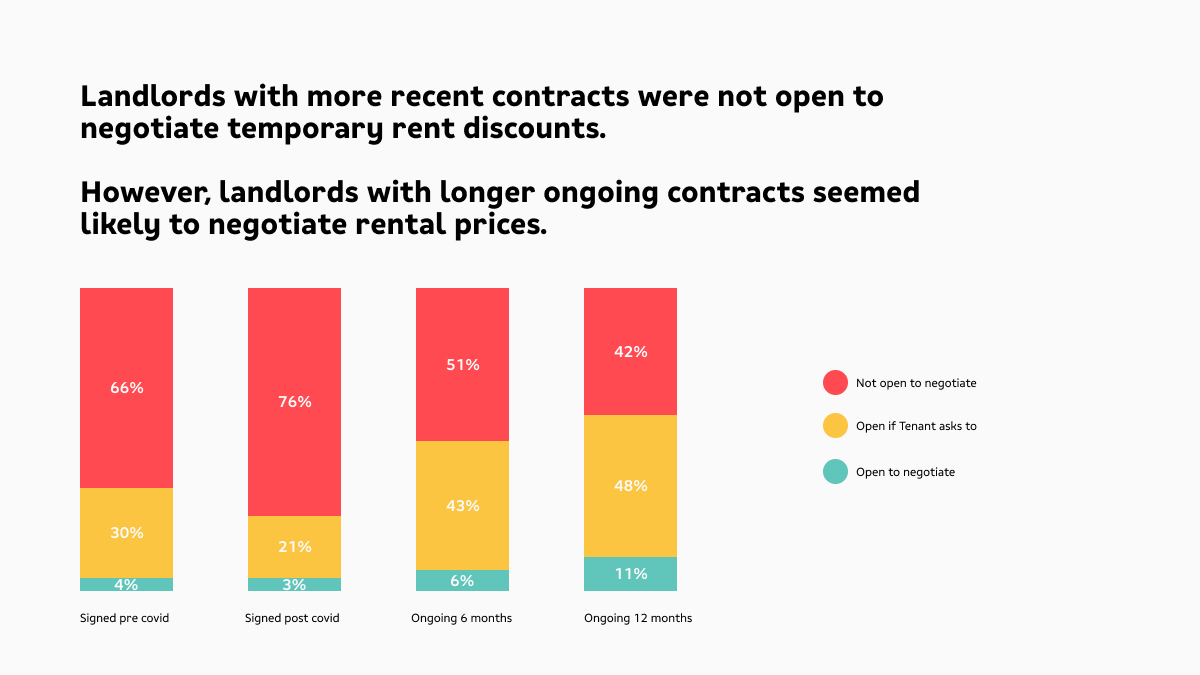 Landlords with more recent contracts were not open to
negotiate temporary rent discounts.
However, landlords with longer ongoing contracts seemed
likely to negotiate rental prices.
66%
76%
51%
42%
30%
21%
43%
48%
4%
3%
6%
11%
Signed pre covid
Signed post covid
Ongoing 6 months
Ongoing 12 months
Not open to negotiate
Open if Tenant asks to
Open to negotiate